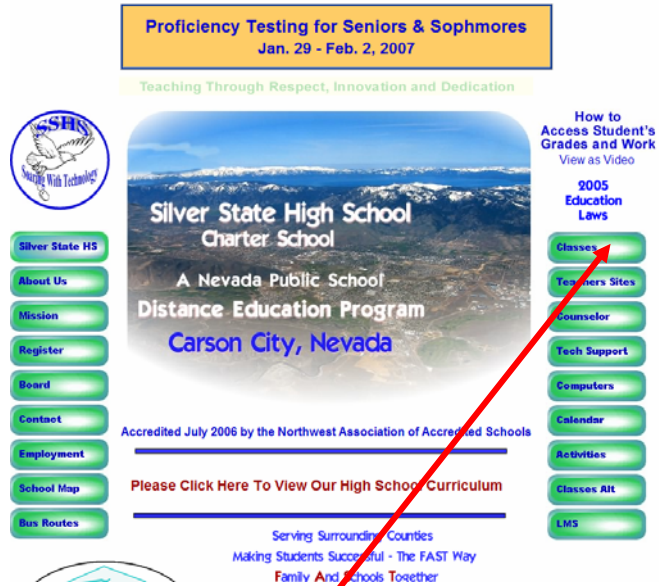 Proficiency Testing for Seniors & Sophmores
Jan. 29 - Feb. 2, 2007
Teaching Through Respect, Innovation and Dedication
SSHS
Soaring With Technology
Silver State High School
Charter School
A Nevada Public School
Distance Education Program
Carson City, Nevada
How to
Access Student's
Grades and Work
View as Video
2005
Education
Laws
Silver State HS
About Us
Mission
Register
Board
Contact
Employment
School Map
Bus Routes
Classes
Teachers Sites
Counselor
Tech Support
Computers
Calendar
Activities
Classes Alt
LMS
Accredited July 2006 by the Northwest Association of Accredited Schools
Please Click Here To View Our High School Curriculum
Serving Surrounding Counties
Making Students Successful - The FAST Way
Family And Schools Together